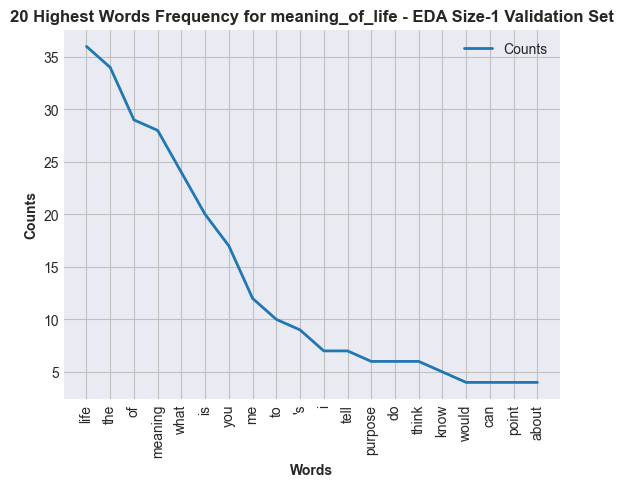 20 Highest Words Frequency for meaning_of_life - EDA Size-1 Validation Set
Counts
35
30
25
20
15
10
5
Counts
life
the
of
meaning
what
is
you
me
to
's
i
tell
purpose
do
think
know
would
can
point
about
Words